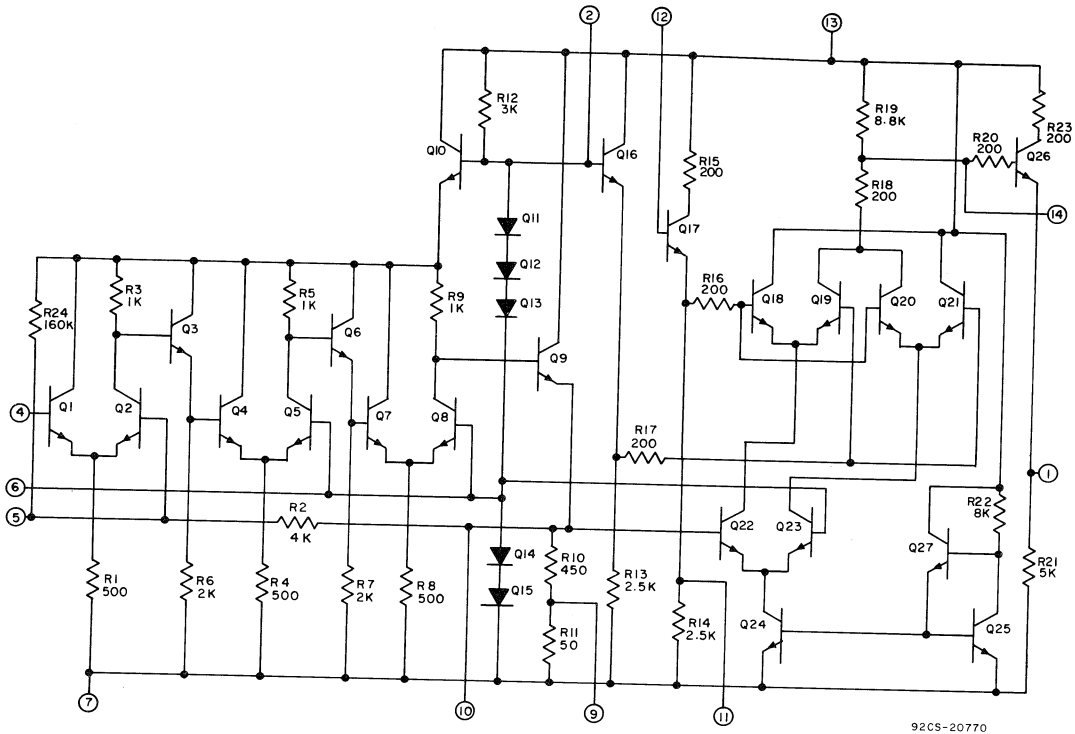 2
12
13
R12
3K
R19
8.8K
R23
200
R20
200
Q10
Q16
R15
200
Q26
R18
200
14
Q11
Q17
Q12
R3
1K
R5
1K
R9
1K
Q13
R16
200
Q18
Q19
Q20
Q21
R24
160K
Q3
Q6
Q9
4
Q1
Q2
Q4
Q5
Q7
Q8
R17
200
1
6
5
R2
4K
R22
8K
Q22
Q23
Q27
Q14
R10
450
R1
500
R6
2K
R4
500
R7
2K
R8
500
Q15
R13
2.5K
R21
5K
R11
50
R14
2.5K
Q24
Q25
7
10
9
11
92CS-20770